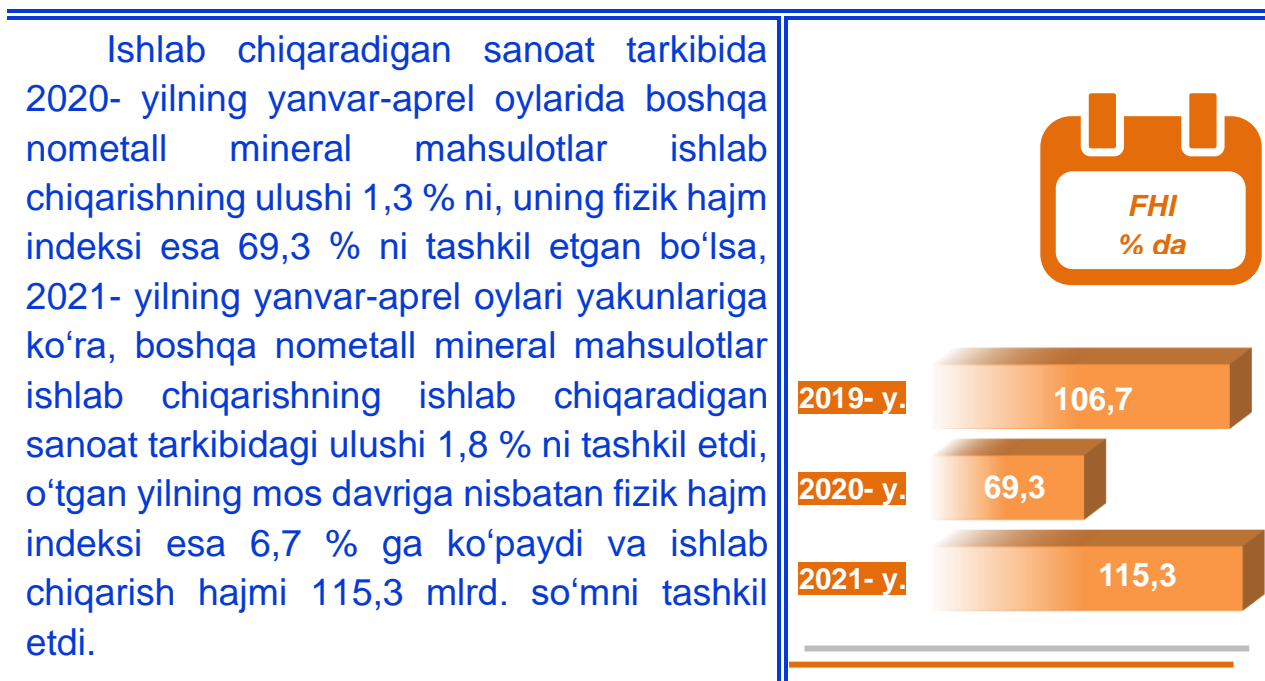 Ishlab chiqaradigan sanoat tarkibida
2020- yilning yanvar-aprel oylarida boshqa
nometall mineral mahsulotlar ishlab
chiqarishning ulushi 1,3 % ni, uning fizik hajm
indeksi esa 69,3 % ni tashkil etgan bo‘lsa,
2021- yilning yanvar-aprel oylari yakunlariga
ko‘ra, boshqa nometall mineral mahsulotlar
ishlab chiqarishning ishlab chiqaradigan
sanoat tarkibidagi ulushi 1,8 % ni tashkil etdi,
o‘tgan yilning mos davriga nisbatan fizik hajm
indeksi esa 6,7 % ga ko‘paydi va ishlab
chiqarish hajmi 115,3 mlrd. so‘mni tashkil
etdi.
FHI
% da
2019- y. 106,7
2020- y. 69,3
2021- y. 115,3